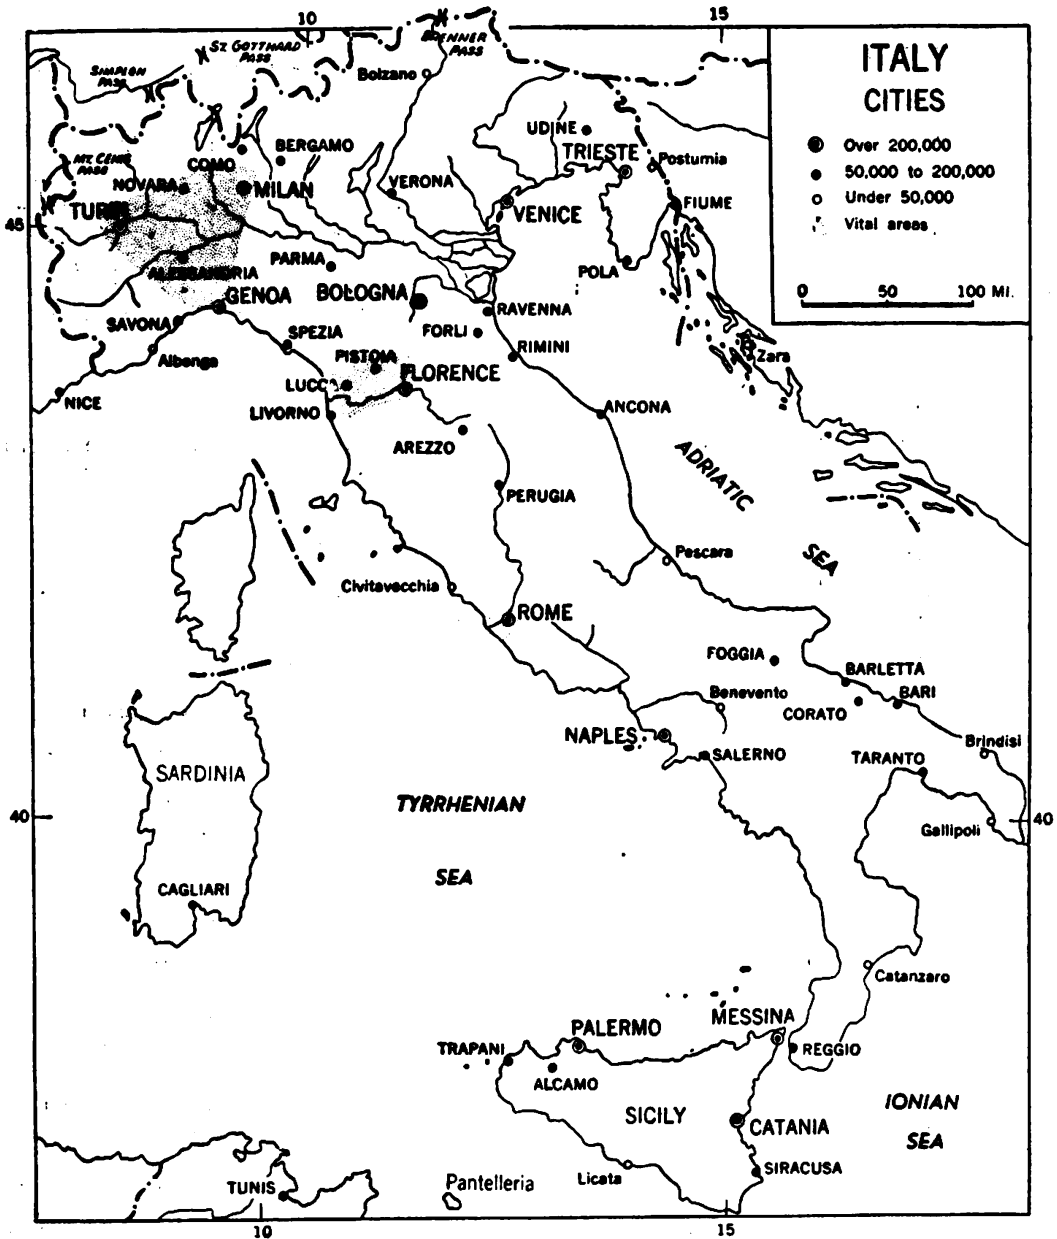 10
15
ST GOTTHARD
PASS
BRENNER
PASS
SIMPLON
PASS
Bolzano
ITALY
CITIES
Over 200,000
50,000 to 200,000
Under 50,000
Vital areas
0 50 100 MI.
MT. CENIS
PASS
COMO
BERGAMO
UDINE
TRIESTE
Postumia
NOVARA
MILAN
VERONA
VENICE
FIUME
45
PARMA
POLA
ALESSANDRIA
GENOA
BOLOGNA
RAVENNA
SAVONA
SPEZIA
FORLI
RIMINI
Zara
Albenga
PISTOIA
FLORENCE
NICE
LUCCA
LIVORNO
ANCONA
AREZZO
ADRIATIC
SEA
PERUGIA
Pescara
Civitavecchia
ROME
FOGGIA
BARLETTA
Benevento
BARI
CORATO
NAPLES
Brindisi
SALERNO
TARANTO
SARDINIA
TYRRHENIAN
SEA
40
40
Gallipoli
CAGLIARI
Catanzaro
MESSINA
PALERMO
TRAPANI
REGGIO
ALCAMO
SICILY
CATANIA
IONIAN
SEA
SIRACUSA
Licata
TUNIS
Pantelleria
10
15